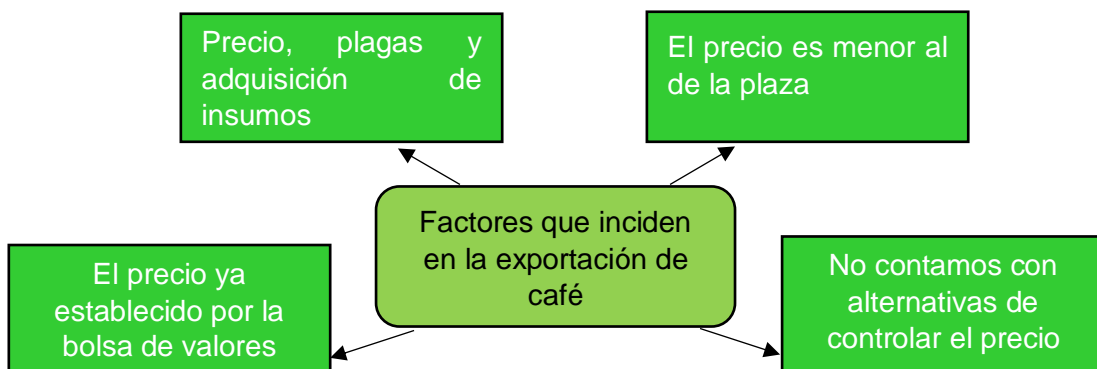 Precio, plagas y
adquisición de
insumos
El precio es menor al
de la plaza
Factores que inciden
en la exportación de
café
El precio ya
establecido por la
bolsa de valores
No contamos con
alternativas de
controlar el precio